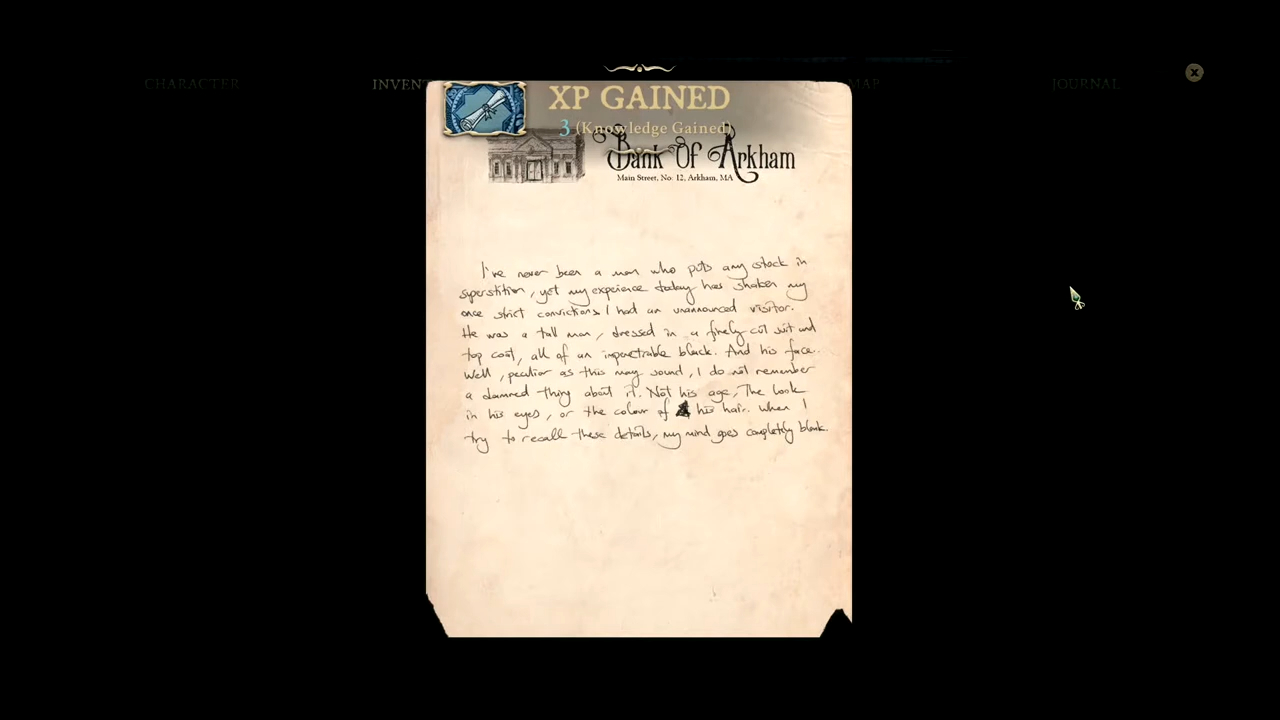 CHARACTER INVENT MAP JOURNAL
XP GAINED
3 (Knowledge Gained)
Bank Of Arkham
Main Street, No: 12, Arkham, MA
I've never been a man who puts any stock in
superstition, yet my experience today has shaken my
once strict convictions. I had an unannounced visitor.
He was a tall man, dressed in a finely cut suit and
top coat, all of an impenetrable black. And his face..
Well, peculiar as this may sound, I do not remember
a damned thing about it. Not his age, The look
in his eyes, or the colour of his hair. When I
try to recall these details, my mind goes completely blank.